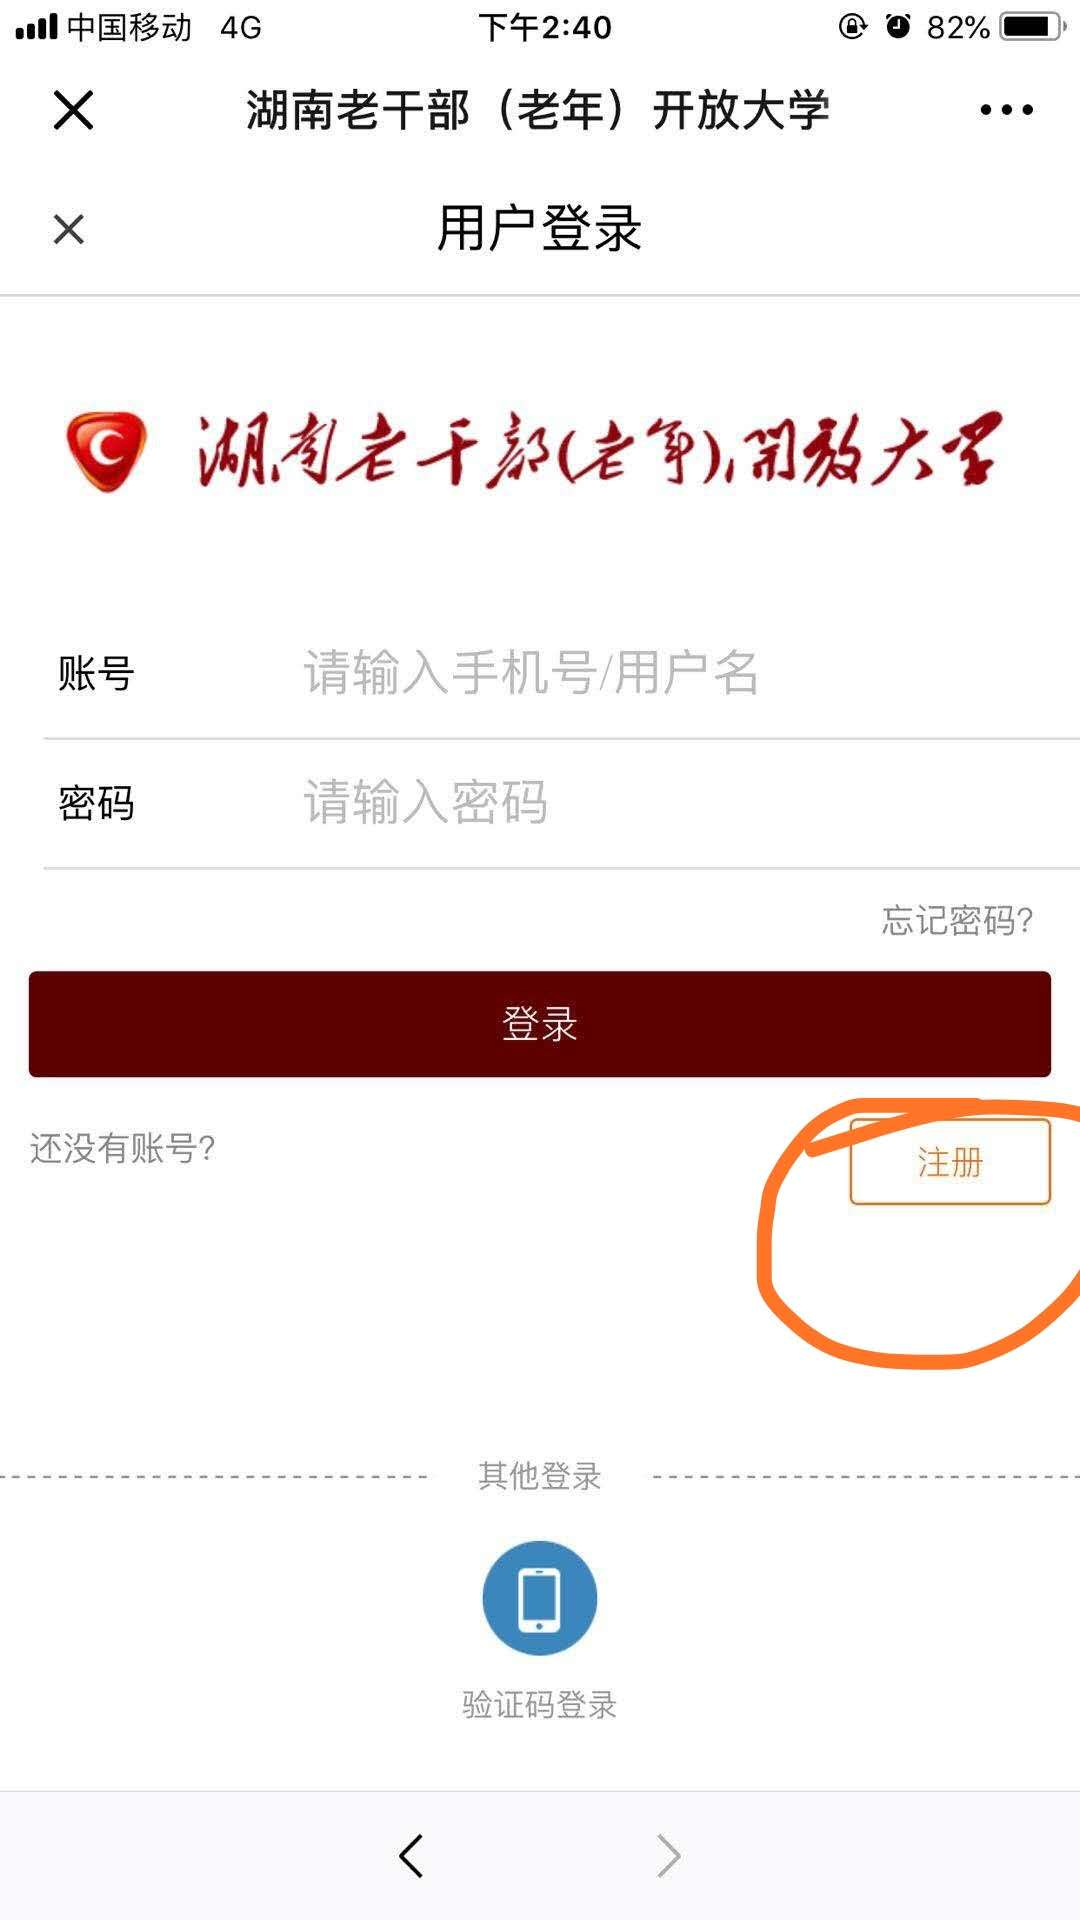 中国移动 4G 下午2:40 82%
湖南老干部（老年）开放大学
用户登录
湖南老干部(老年)开放大学
账号 请输入手机号/用户名
密码 请输入密码
忘记密码?
登录
还没有账号?
注册
其他登录
验证码登录